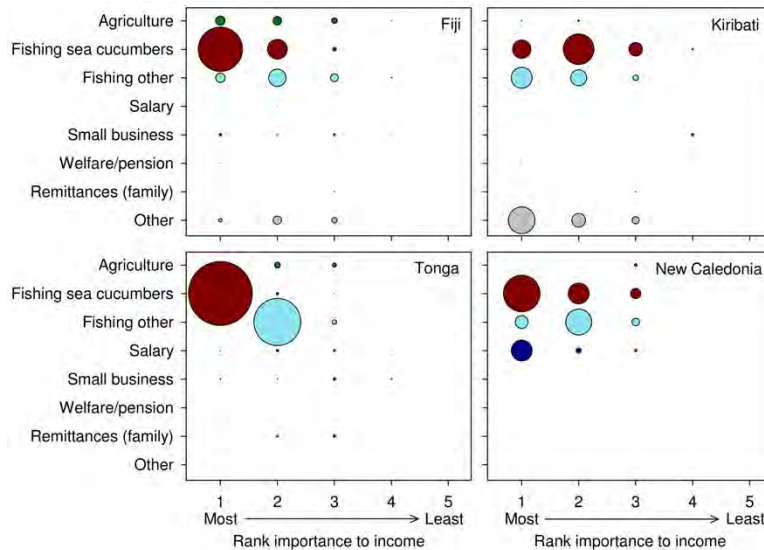 Agriculture
Fishing sea cucumbers
Fishing other
Salary
Small business
Welfare/pension
Remittances (family)
Other
Fiji
Kiribati
Agriculture
Fishing sea cucumbers
Fishing other
Salary
Small business
Welfare/pension
Remittances (family)
Other
Tonga
New Caledonia
1 2 3 4 5
1 2 3 4 5
Most Least
Most Least
Rank importance to income
Rank importance to income